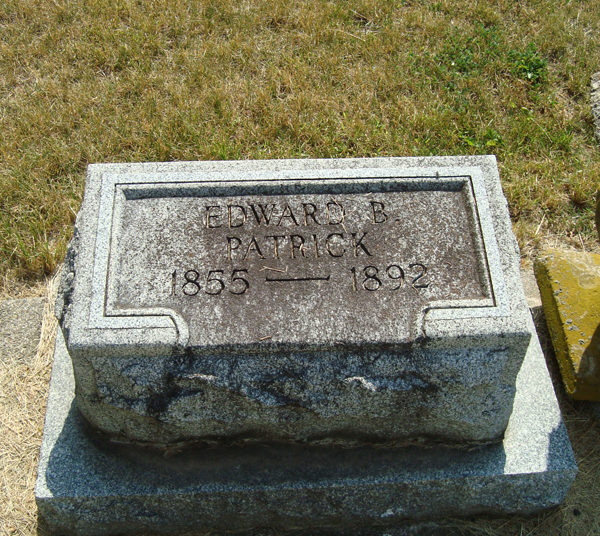 EDWARD B.
PATRICK
1855 — 1892